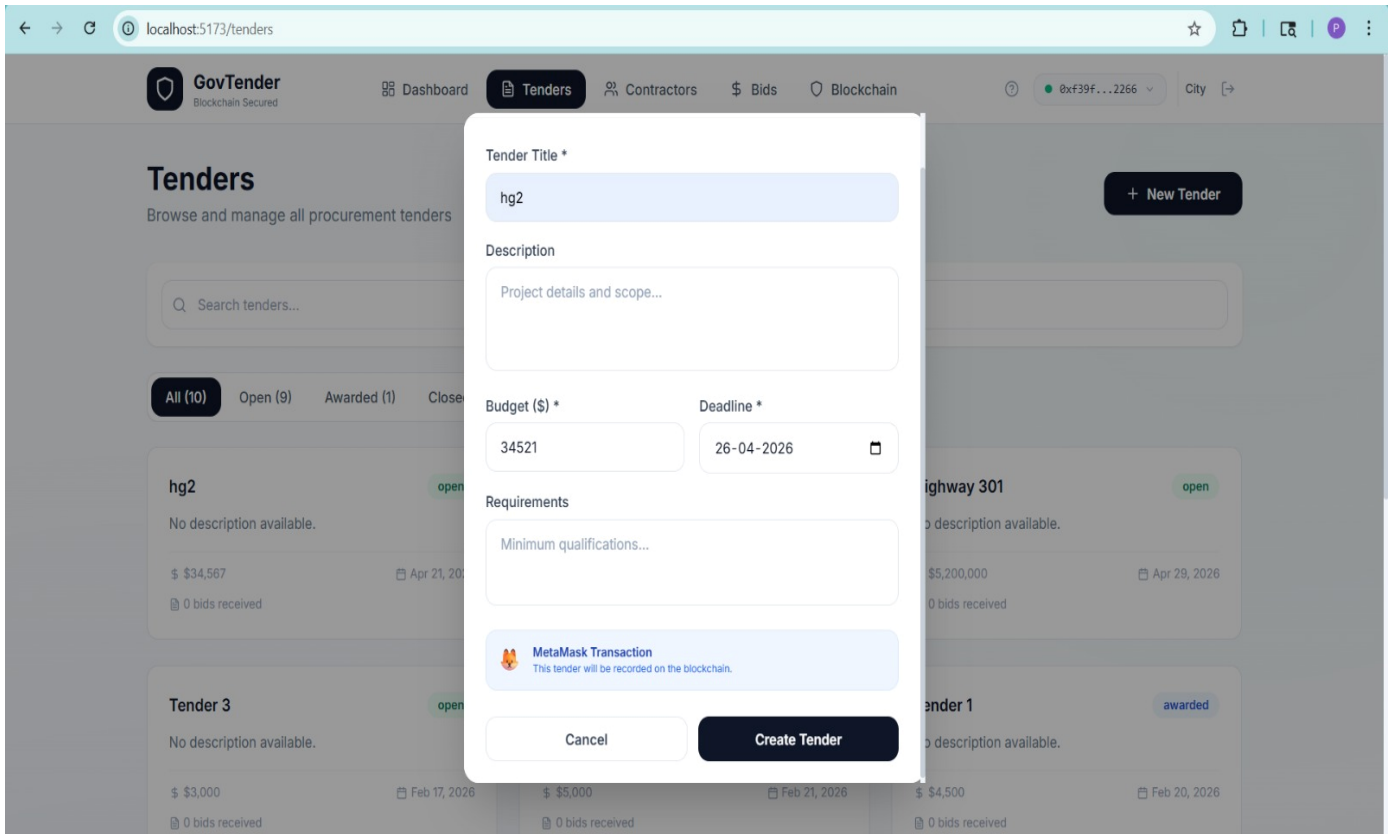 localhost:5173/tenders
P
GovTender
Blockchain Secured
Dashboard
Tenders
Contractors
$ Bids
Blockchain
0xf39f...2266
City
Tenders
Browse and manage all procurement tenders
+ New Tender
Search tenders...
All (10)
Open (9)
Awarded (1)
Tender Title *
hg2
Description
Project details and scope...
Budget ($) *
Deadline *
34521
26-04-2026
Requirements
Minimum qualifications...
MetaMask Transaction
This tender will be recorded on the blockchain.
Cancel
Create Tender
hg2
open
No description available.
$ $34,567
Apr 21,
0 bids received
301
open
description available.
$5,200,000
Apr 29, 2026
0 bids received
Tender 3
open
No description available.
$ $3,000
Feb 17, 2026
0 bids received
$ $5,000
Feb 21, 2026
0 bids received
1
awarded
description available.
$ $4,500
Feb 20, 2026
0 bids received